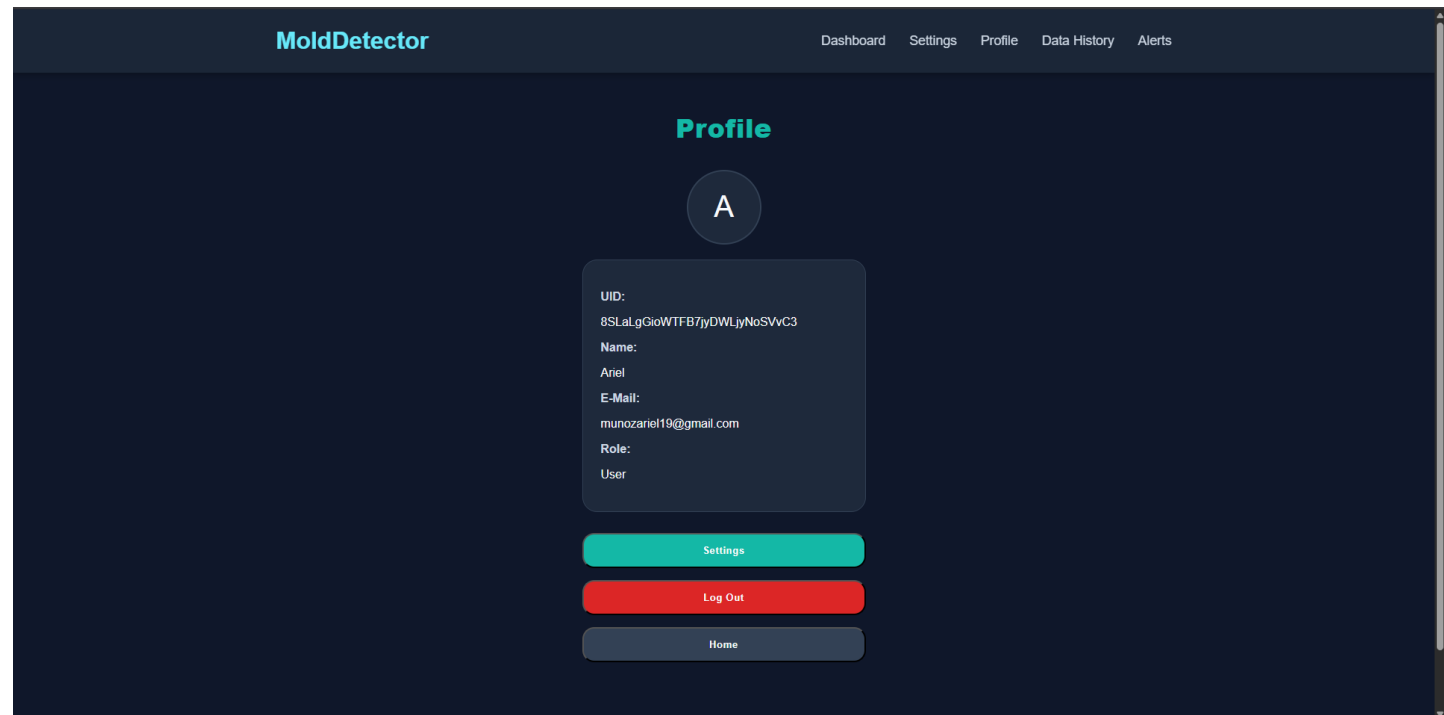 MoldDetector
Dashboard Settings Profile Data History Alerts
Profile
A
UID:
8SLaLgGioWTFB7jyDWLjyNoSVvC3
Name:
Ariel
E-Mail:
munozariel19@gmail.com
Role:
User
Settings
Log Out
Home